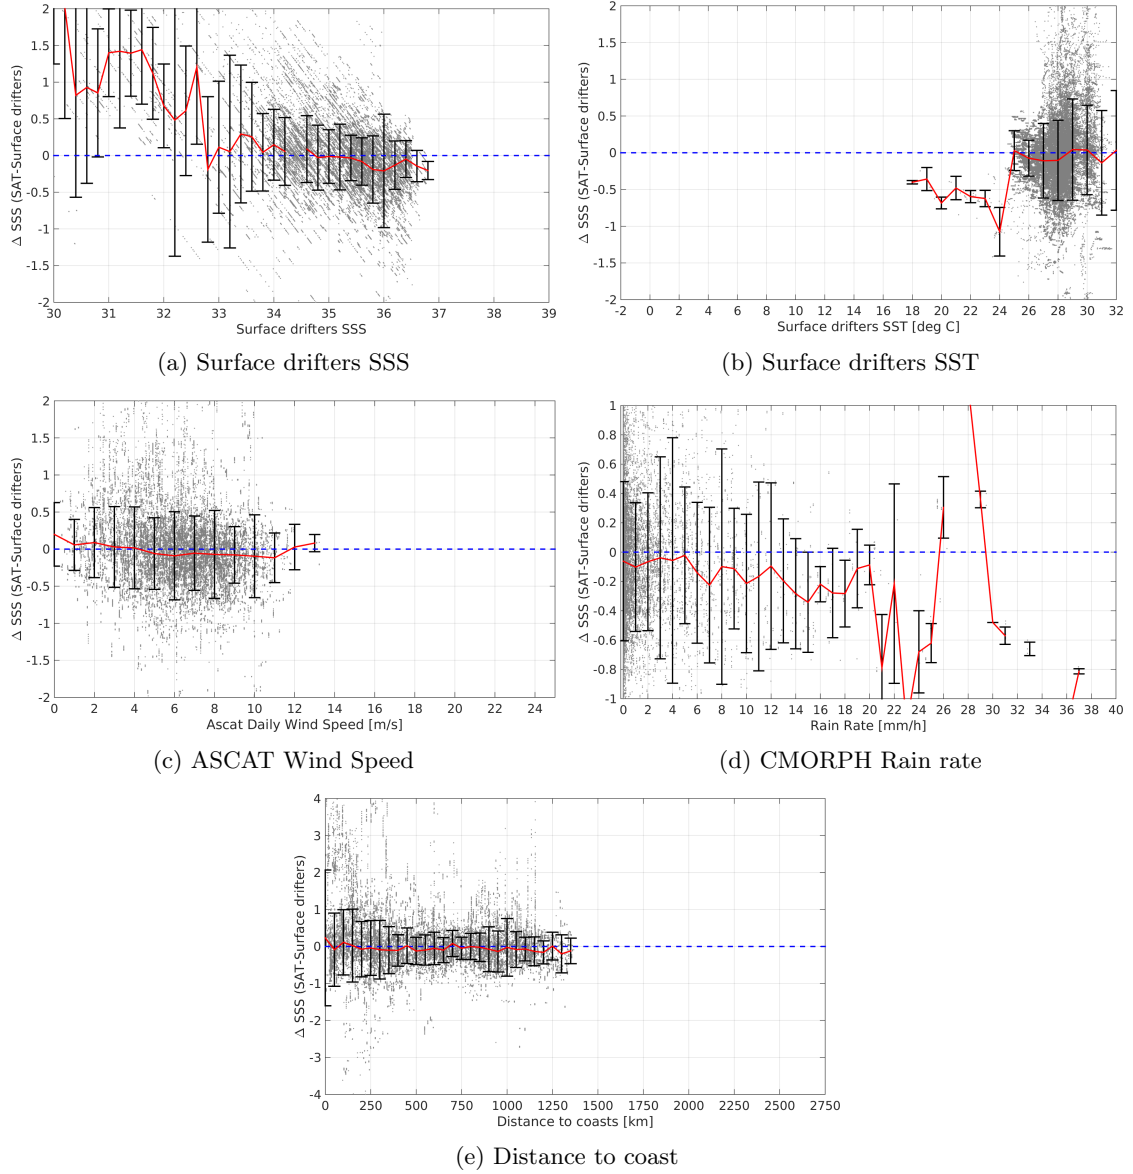 2
1.5
1
0.5
0
-0.5
-1
-1.5
-2
Δ SSS (SAT-Surface drifters)
30 31 32 33 34 35 36 37 38 39
Surface drifters SSS
(a) Surface drifters SSS
2
1.5
1
0.5
0
-0.5
-1
-1.5
-2
Δ SSS (SAT-Surface drifters)
-2 0 2 4 6 8 10 12 14 16 18 20 22 24 26 28 30 32
Surface drifters SST [deg C]
(b) Surface drifters SST
2
1.5
1
0.5
0
-0.5
-1
-1.5
-2
Δ SSS (SAT-Surface drifters)
0 2 4 6 8 10 12 14 16 18 20 22 24
Ascat Daily Wind Speed [m/s]
(c) ASCAT Wind Speed
1
0.8
0.6
0.4
0.2
0
-0.2
-0.4
-0.6
-0.8
-1
Δ SSS (SAT-Surface drifters)
0 2 4 6 8 10 12 14 16 18 20 22 24 26 28 30 32 34 36 38 40
Rain Rate [mm/h]
(d) CMORPH Rain rate
4
3
2
1
0
-1
-2
-3
-4
Δ SSS (SAT-Surface drifters)
0 250 500 750 1000 1250 1500 1750 2000 2250 2500 2750
Distance to coasts [km]
(e) Distance to coast